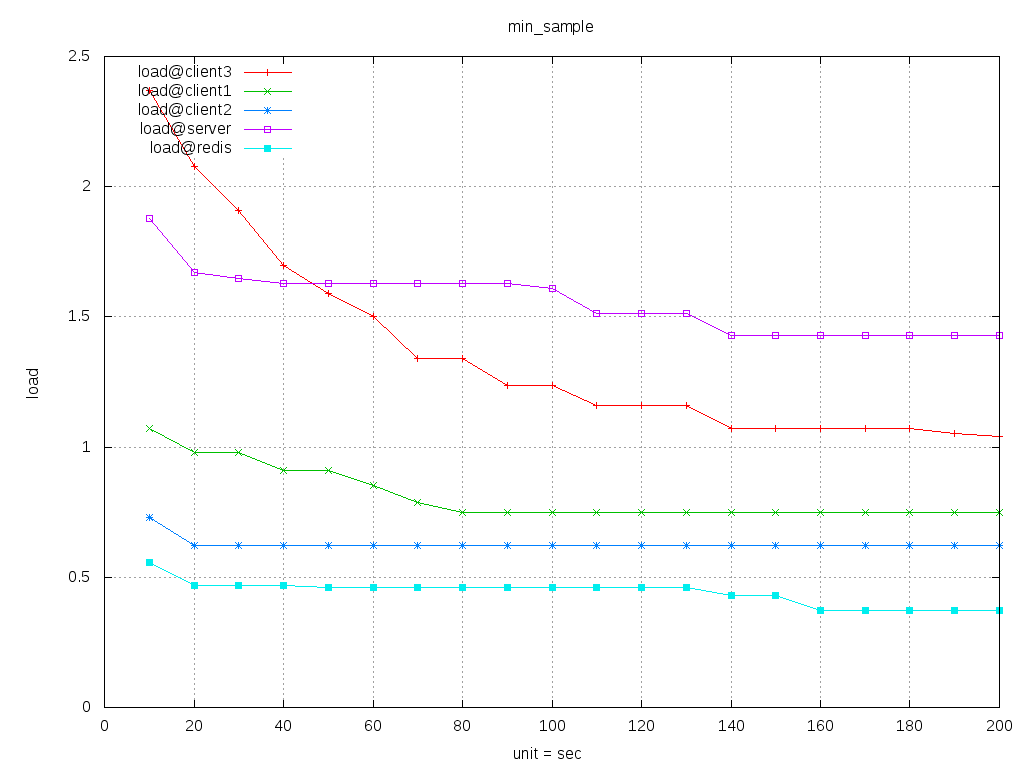 min_sample
2.5
load@client3
load@client1
load@client2
load@server
load@redis
2
1.5
load
1
0.5
0
0 20 40 60 80 100 120 140 160 180 200
unit = sec